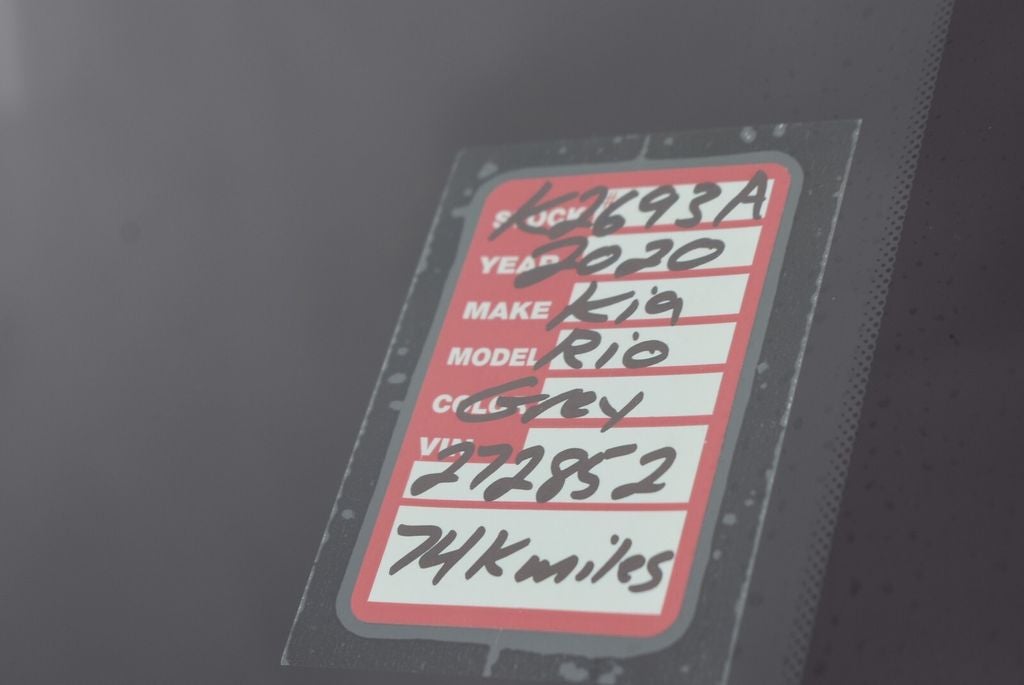 STOCK # K2693A
YEAR 2020
MAKE Kia
MODEL Rio
COLOR Grey
VIN
272852
74K miles